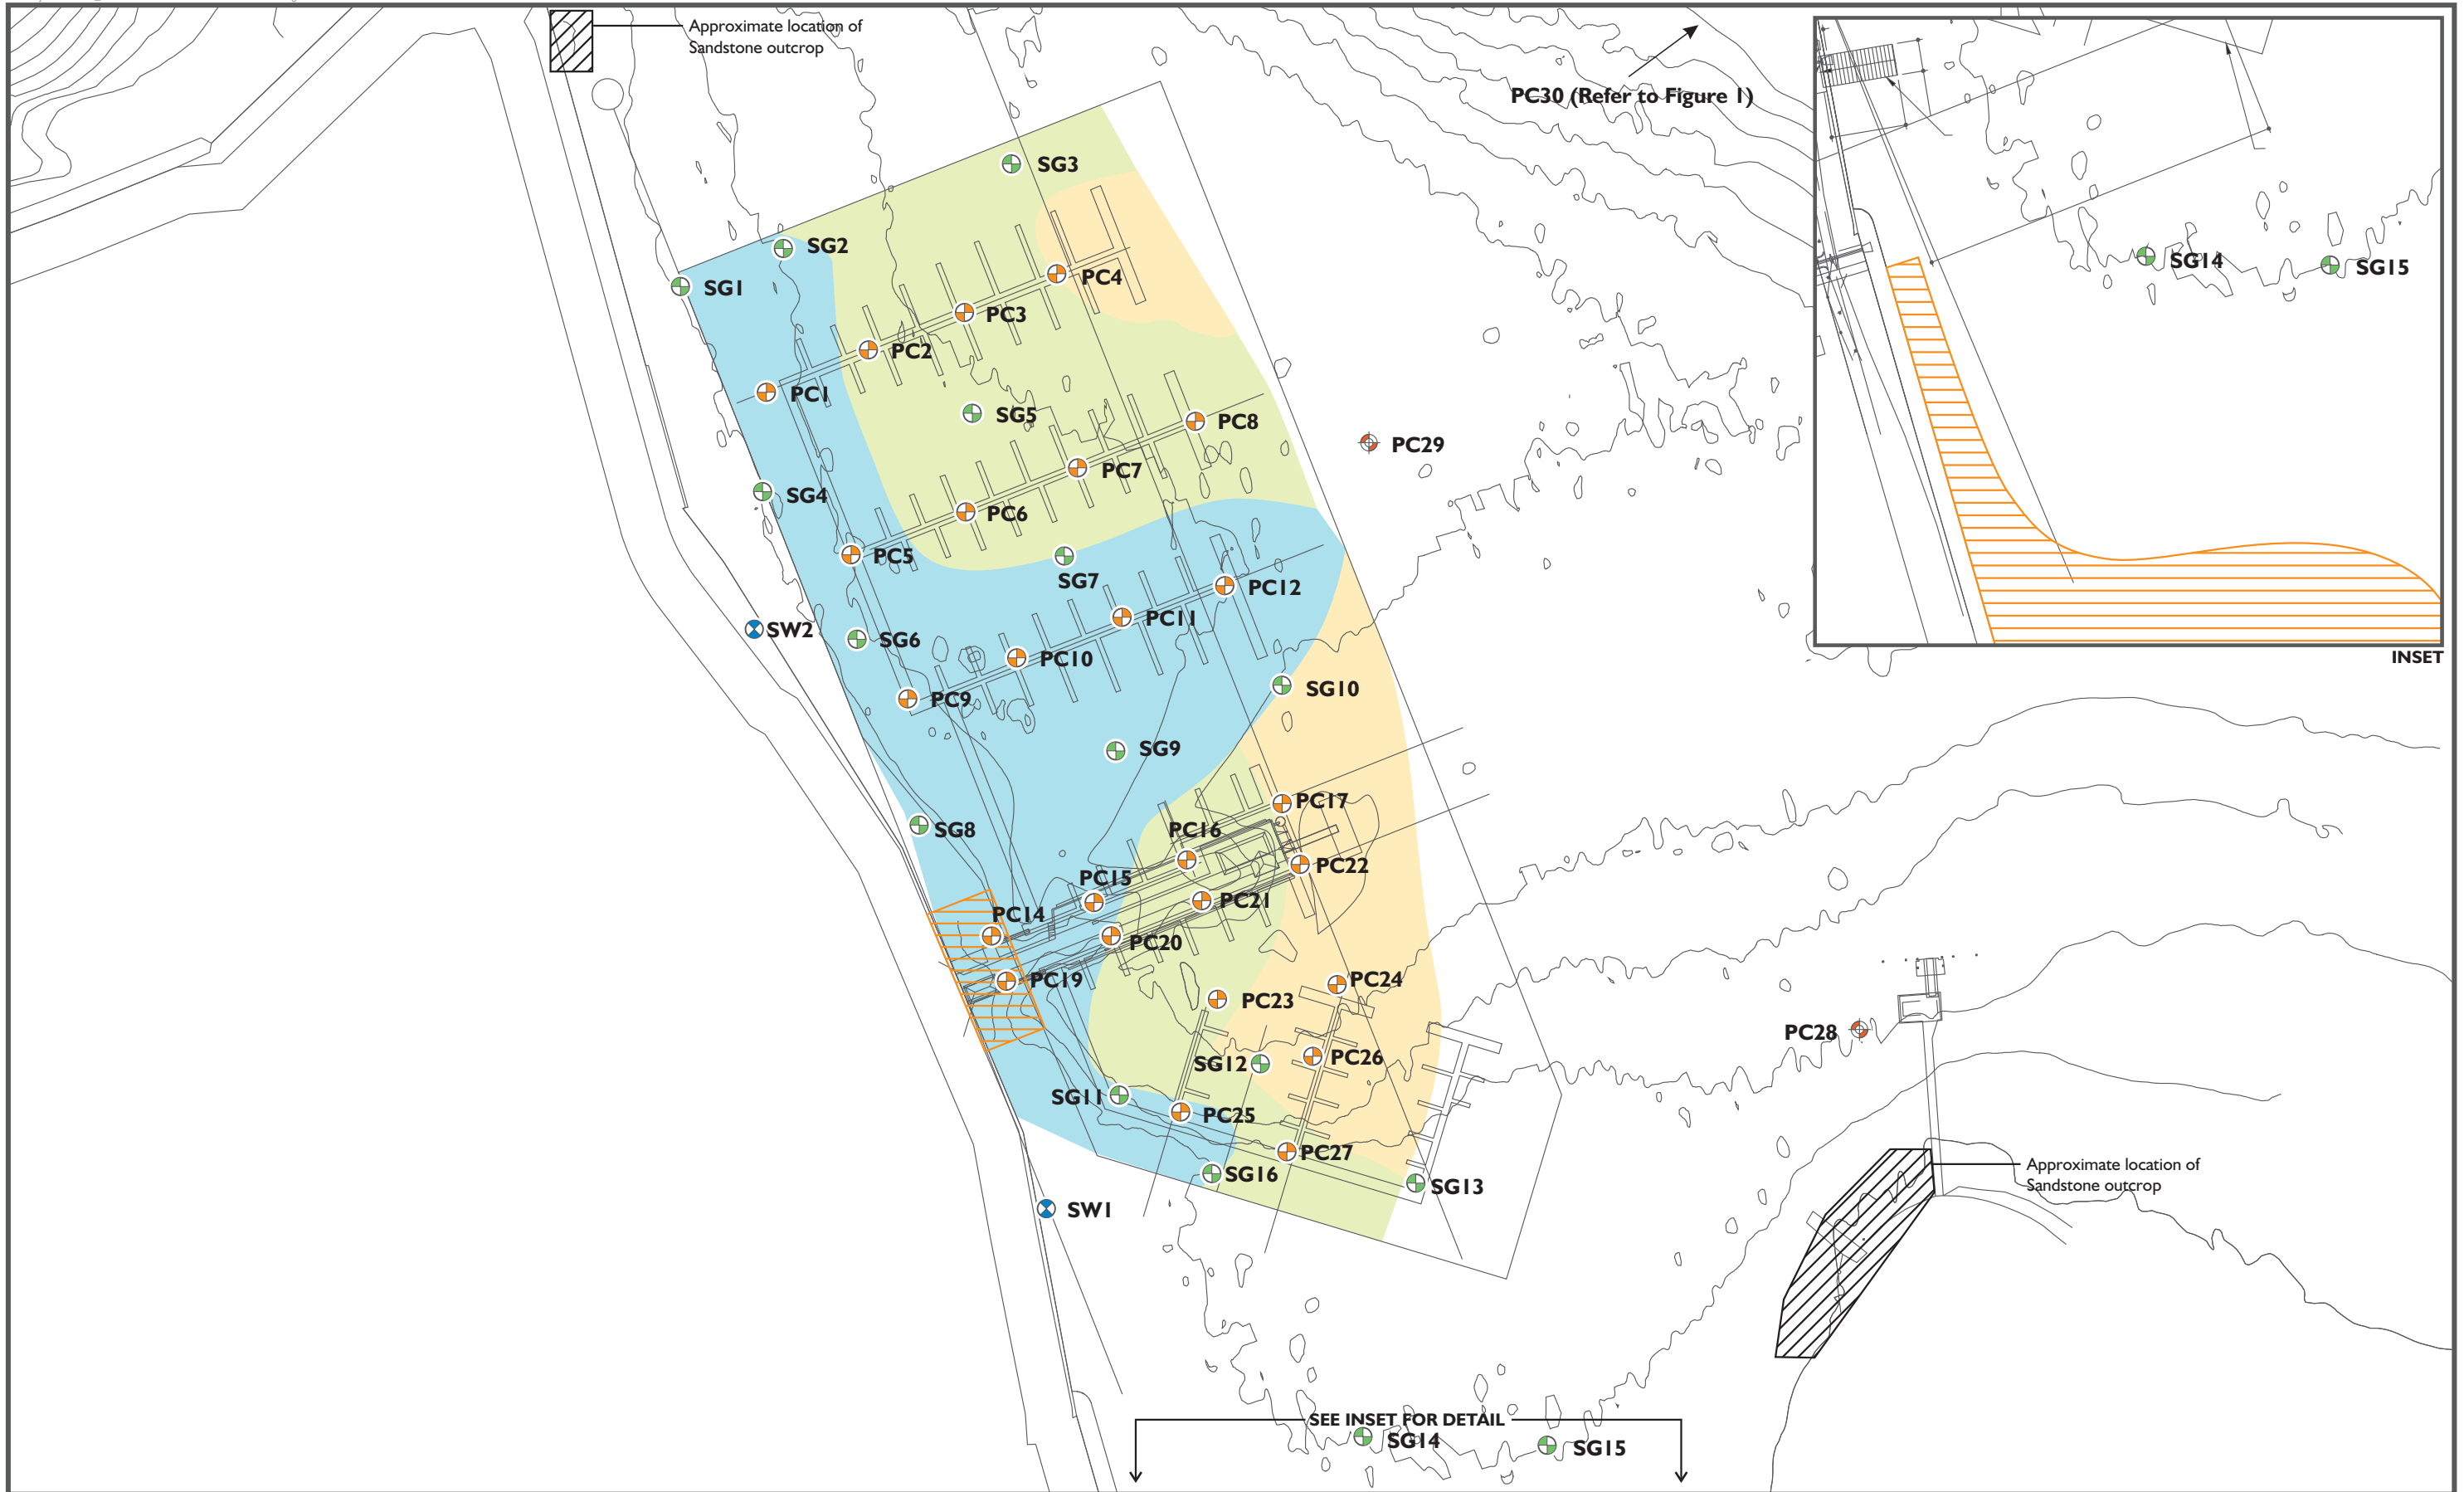 Approximate location of
Sandstone outcrop
PC30 (Refer to Figure 1)
SG3
SG2
SG1
PC4
PC3
PC2
PC1
SG5
PC8
PC7
SG4
PC6
PC5
SG7
PC12
PC11
SW2
SG6
PC10
PC9
SG10
SG9
PC29
SG14
SG15
INSET
PC17
SG8
PC16
PC22
PC15
PC21
PC14
PC20
PC19
PC24
PC23
PC28
PC26
SG12
SG11
PC25
PC27
SG16
SG13
SW1
Approximate location of
Sandstone outcrop
SEE INSET FOR DETAIL
SG14
SG15